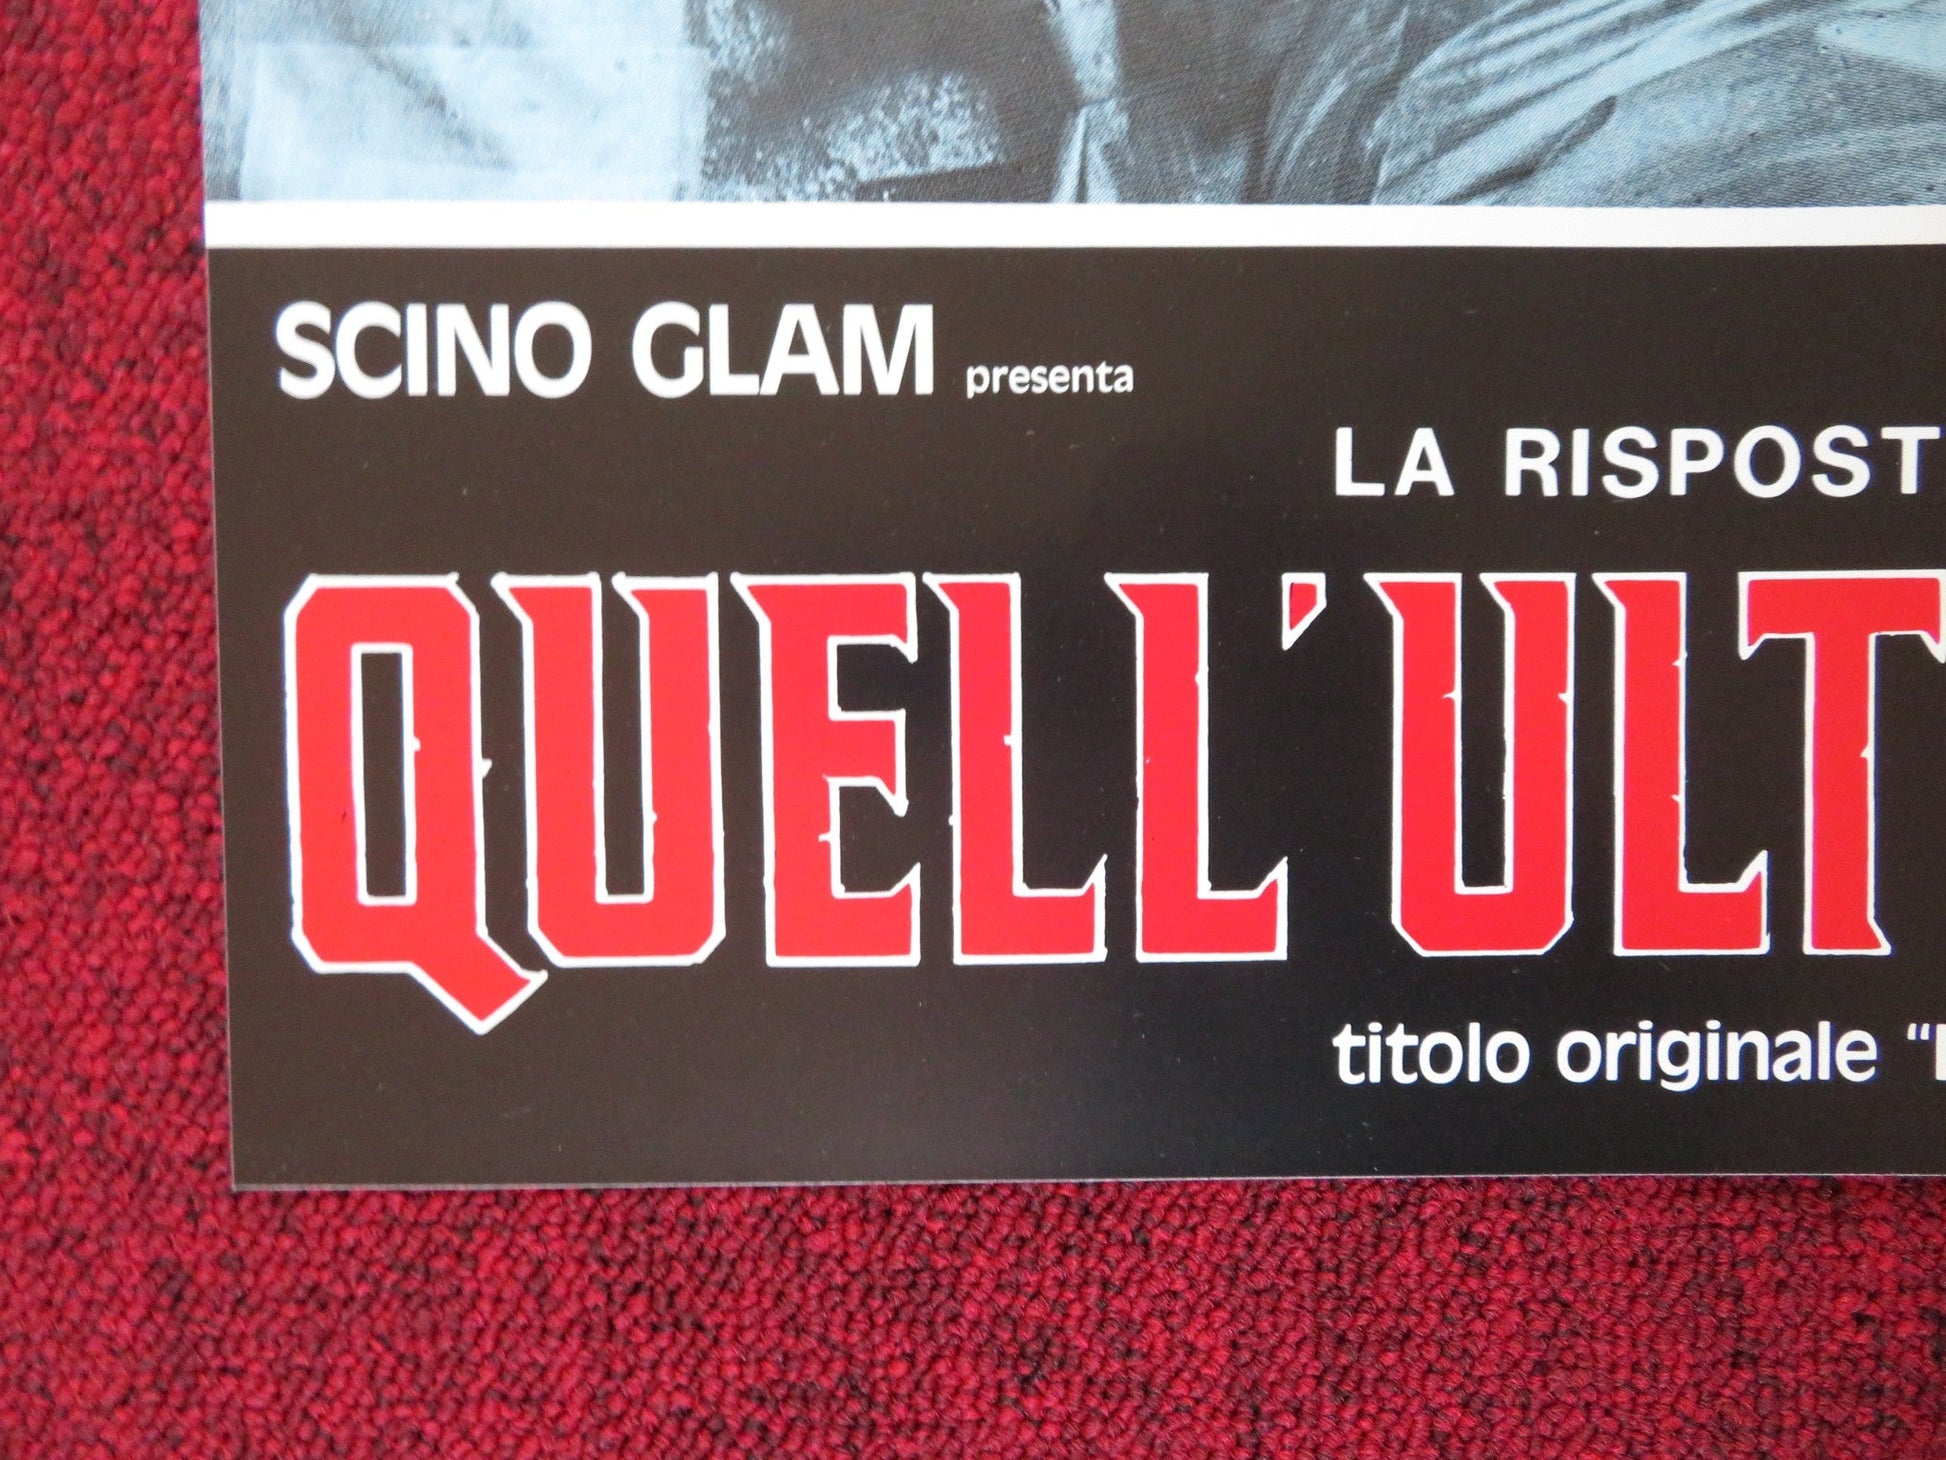 SCINO GLAM presenta
LA RISPOST
QUELL'ULT
titolo originale "